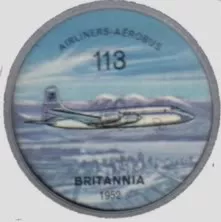 AIRLINERS-AEROBUS
113
BRITANNIA
1952